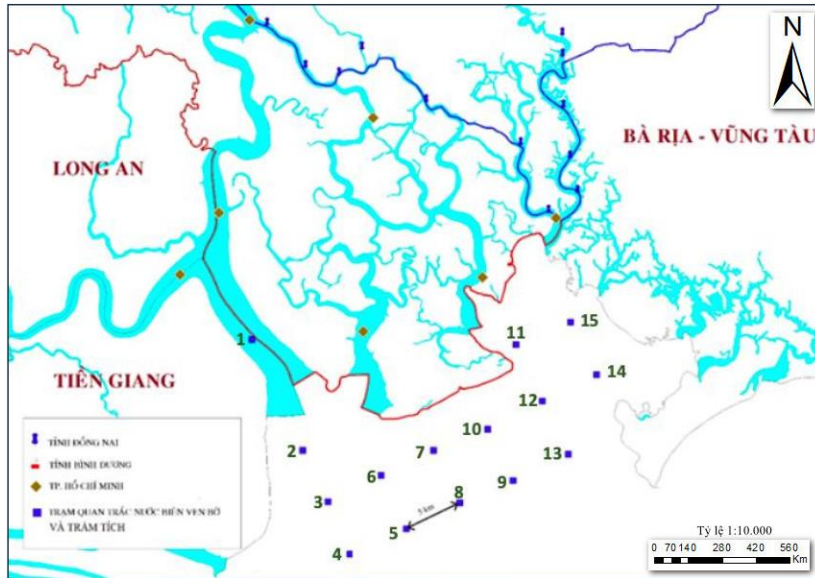 N
BÀ RỊA - VŨNG TÀU
LONG AN
15
1
11
TIỀN GIANG
14
12
TỈNH ĐỒNG NAI
10
2
7
13
TỈNH BÌNH DƯƠNG
6
9
TP. HỒ CHÍ MINH
8
3
5 km
TRẠM QUAN TRẮC NƯỚC BIỂN VEN BỜ
VÀ TRẦM TÍCH
5
Tỷ lệ 1:10.000
4
0 70 140 280 420 560
Km